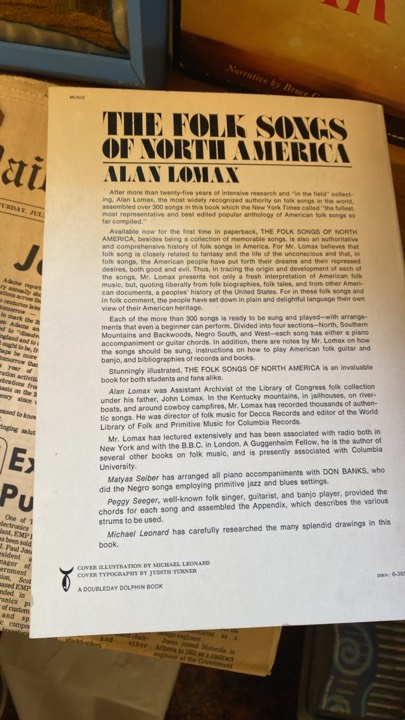 Narrative by Bruce
MUSIC
THE FOLK SONGS
OF NORTH AMERICA
ALAN LOMAX
After more than twenty-five years of intensive research and "in the field" collect-
ing, Alan Lomax, the most widely recognized authority on folk songs in the world,
assembled over 300 songs in this book which the New York Times called "the fullest,
most representative and best edited popular anthology of American folk songs so
far compiled."
Available now for the first time in paperback, THE FOLK SONGS OF NORTH
AMERICA, besides being a collection of memorable songs, is also an authoritative
and comprehensive history of folk songs in America. For Mr. Lomax believes that
folk song is closely related to fantasy and the life of the unconscious and that, in
folk songs, the American people have put forth their dreams and their repressed
desires, both good and evil. Thus, in tracing the origin and development of each of
the songs, Mr. Lomax presents not only a fresh interpretation of American folk
music, but, quoting liberally from folk biographies, folk tales, and from other Ameri-
can documents, a peoples' history of the United States. For in these folk songs and
in folk comment, the people have set down in plain and delightful language their own
view of their American heritage.
Each of the more than 300 songs is ready to be sung and played—with arrange-
ments that even a beginner can perform. Divided into four sections—North, Southern
Mountains and Backwoods, Negro South, and West—each song has either a piano
accompaniment or guitar chords. In addition, there are notes by Mr. Lomax on how
the songs should be sung, instructions on how to play American folk guitar and
banjo, and bibliographies of records and books.
Stunningly illustrated, THE FOLK SONGS OF NORTH AMERICA is an invaluable
book for both students and fans alike.
Alan Lomax was Assistant Archivist of the Library of Congress folk collection
under his father, John Lomax. In the Kentucky mountains, in jailhouses, on river-
boats, and around cowboy campfires, Mr. Lomax has recorded thousands of authen-
tic songs. He was director of folk music for Decca Records and editor of the World
Library of Folk and Primitive Music for Columbia Records.
Mr. Lomax has lectured extensively and has been associated with radio both in
New York and with the B.B.C. in London. A Guggenheim Fellow, he is the author of
several other books on folk music, and is presently associated with Columbia
University.
Matyas Seiber has arranged all piano accompaniments with DON BANKS, who
did the Negro songs employing primitive jazz and blues settings.
Peggy Seeger, well-known folk singer, guitarist, and banjo player, provided the
chords for each song and assembled the Appendix, which describes the various
strums to be used.
Michael Leonard has carefully researched the many splendid drawings in this
book.
COVER ILLUSTRATION BY MICHAEL LEONARD
COVER TYPOGRAPHY BY JUDITH TURNER
A DOUBLEDAY DOLPHIN BOOK
ISBN: 0-385